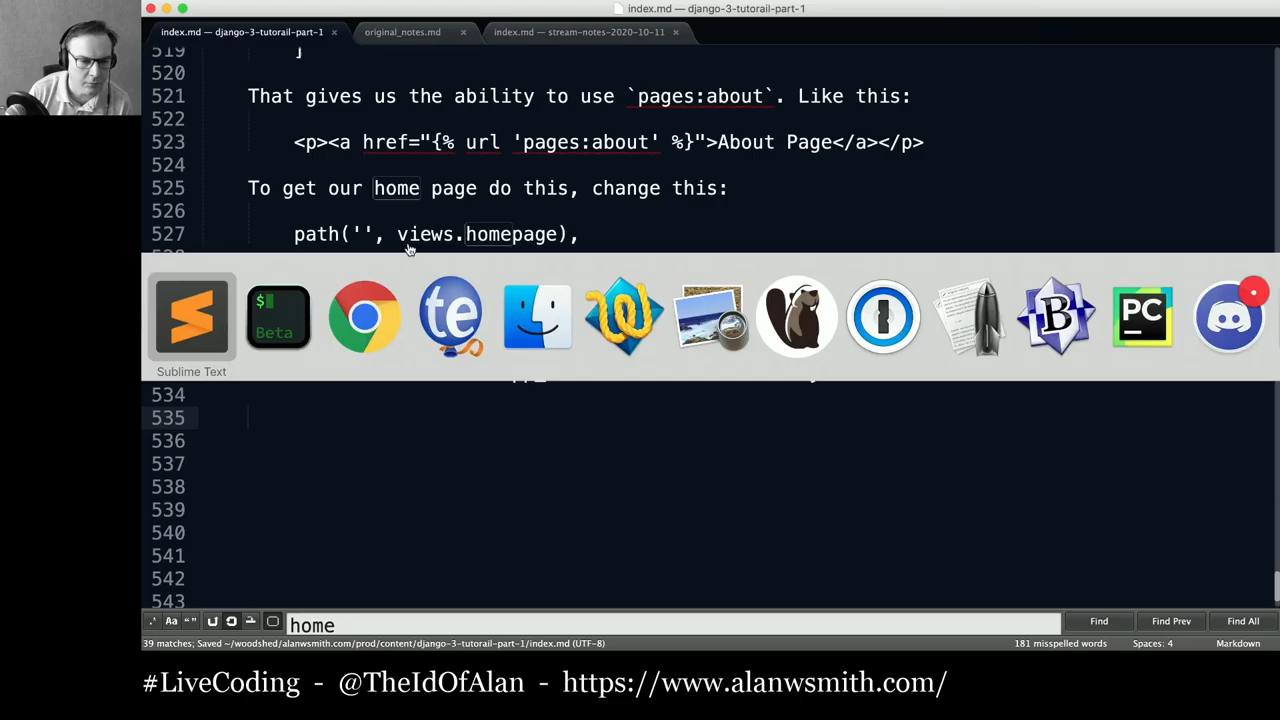 index.md — django-3-tutorail-part-1
index.md — django-3-tutorail-part-1 × original_notes.md × index.md — stream-notes-2020-10-11 ×
519 ]
520
521 That gives us the ability to use `pages:about`. Like this:
522
523 <p><a href="{% url 'pages:about' %}">About Page</a></p>
524
525 To get our home page do this, change this:
526
527 path('', views.homepage),
$
Beta
te
B
PC
Sublime Text
534
535
536
537
538
539
540
541
542
543
.* Aa “” home Find Find Prev Find All
39 matches; Saved ~/woodshed/alanwsmith.com/prod/content/django-3-tutorail-part-1/index.md (UTF-8) 181 misspelled words Spaces: 4 Markdown
#LiveCoding - @TheIdOfAlan - https://www.alanwsmith.com/